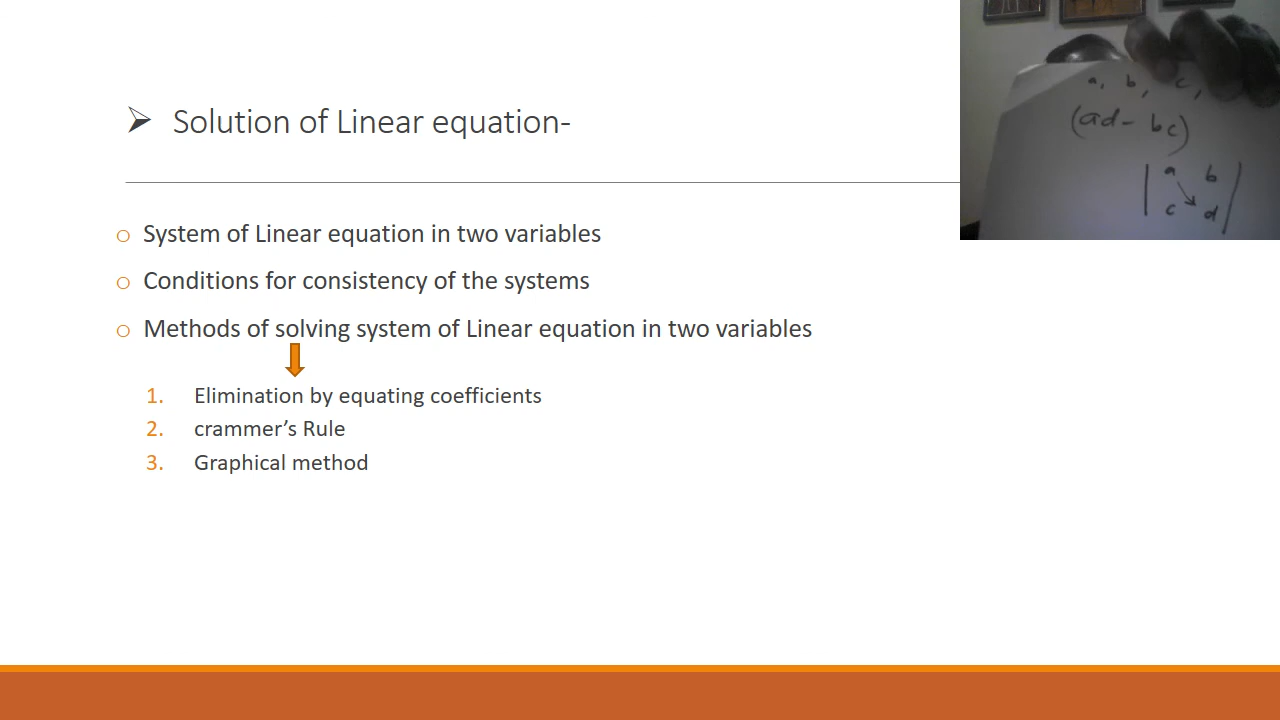 Solution of Linear equation-
System of Linear equation in two variables
Conditions for consistency of the systems
Methods of solving system of Linear equation in two variables
1. Elimination by equating coefficients
2. crammer’s Rule
3. Graphical method
a, b, c,
(ad - bc)
a b
c d